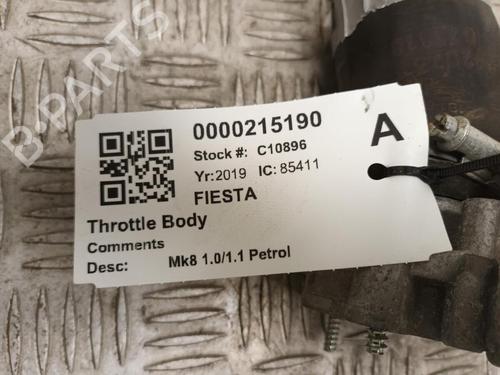 B-PARTS
0000215190
A
Stock #: C10896
Yr:2019 IC: 85411
FIESTA
Throttle Body
Comments
Desc: Mk8 1.0/1.1 Petrol